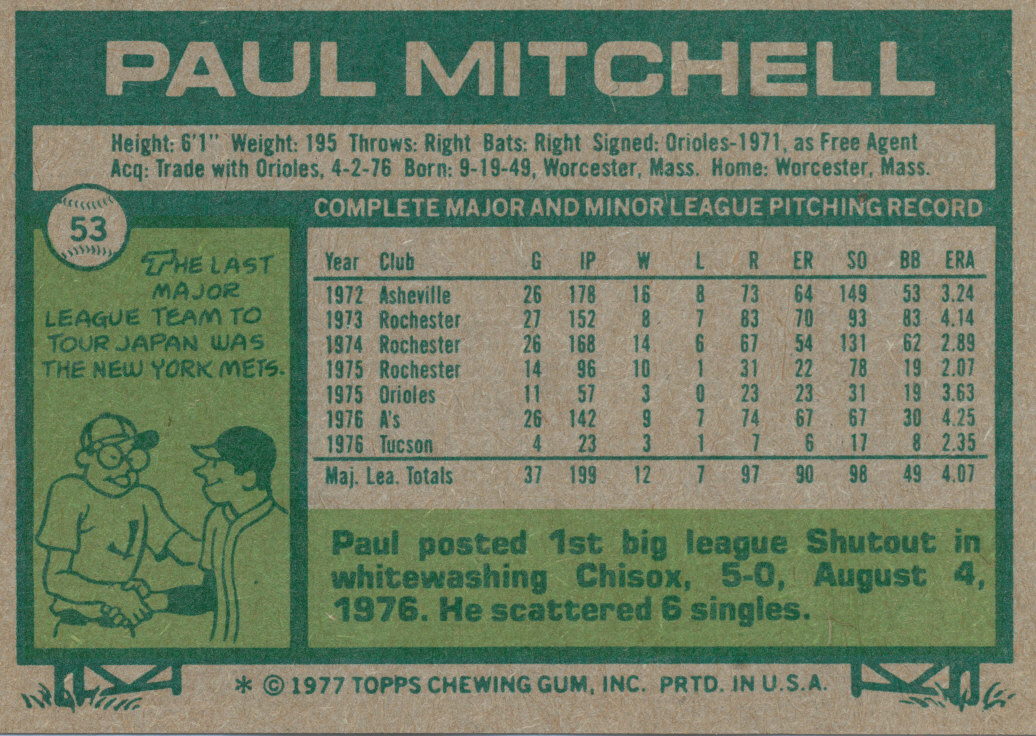 PAUL MITCHELL
Height: 6'1" Weight: 195 Throws: Right Bats: Right Signed: Orioles-1971, as Free Agent
Acq: Trade with Orioles, 4-2-76 Born: 9-19-49, Worcester, Mass. Home: Worcester, Mass.
53
THE LAST
MAJOR
LEAGUE TEAM TO
TOUR JAPAN WAS
THE NEW YORK METS.
COMPLETE MAJOR AND MINOR LEAGUE PITCHING RECORD
Year Club G IP W L R ER SO BB ERA
1972 Asheville 26 178 16 8 73 64 149 53 3.24
1973 Rochester 27 152 8 7 83 70 93 83 4.14
1974 Rochester 26 168 14 6 67 54 131 62 2.89
1975 Rochester 14 96 10 1 31 22 78 19 2.07
1975 Orioles 11 57 3 0 23 23 31 19 3.63
1976 A's 26 142 9 7 74 67 67 30 4.25
1976 Tucson 4 23 3 1 7 6 17 8 2.35
Maj. Lea. Totals 37 199 12 7 97 90 98 49 4.07
Paul posted 1st big league Shutout in
whitewashing Chisox, 5-0, August 4,
1976. He scattered 6 singles.
* © 1977 TOPPS CHEWING GUM, INC. PRTD. IN U.S.A.